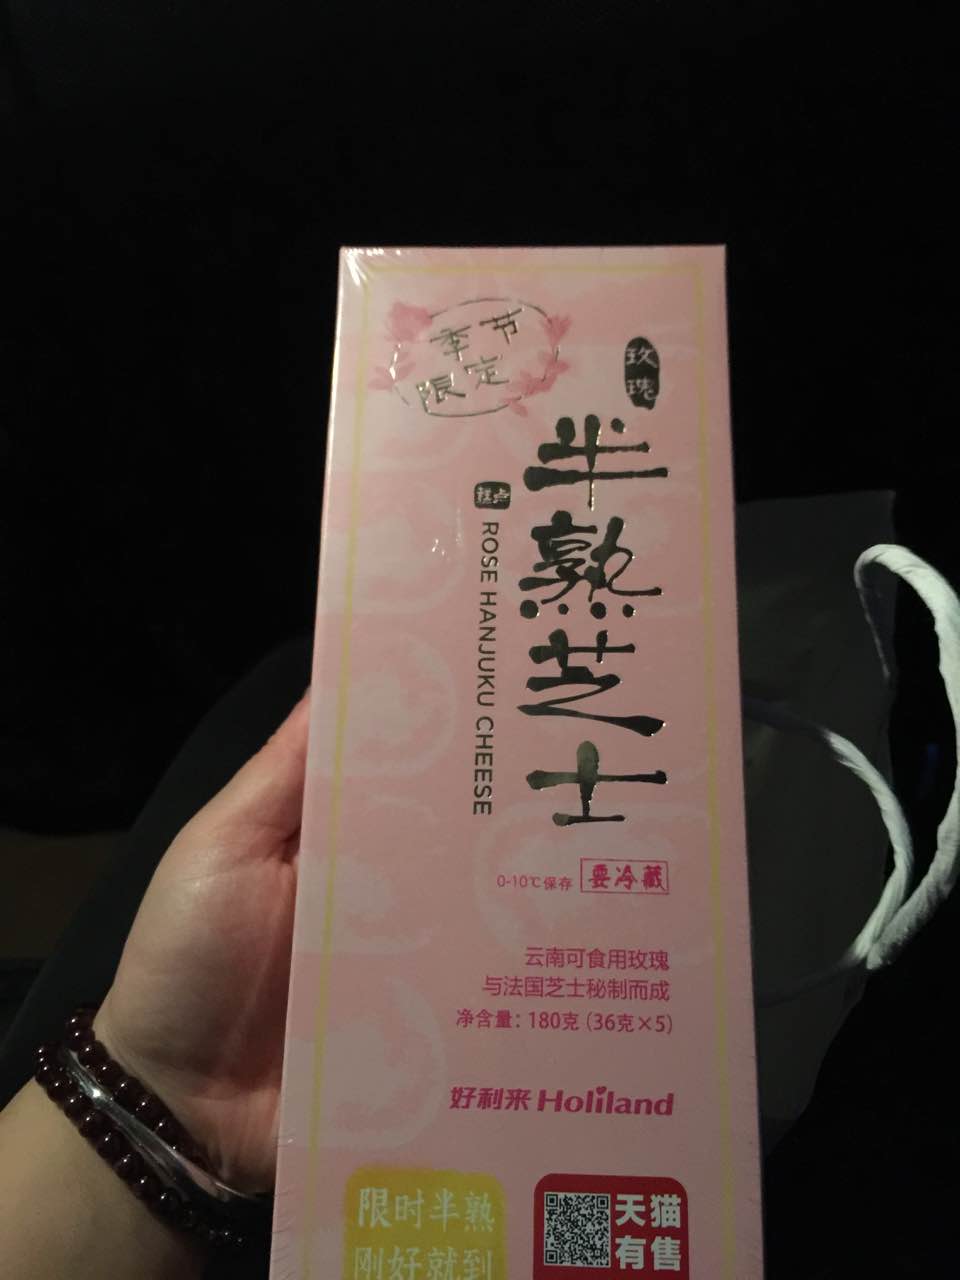 季节
限定
玫瑰
半熟芝士
糕点
ROSE HANJUKU CHEESE
0-10℃保存 要冷藏
云南可食用玫瑰
与法国芝士秘制而成
净含量：180克（36克×5）
好利来 Holiland
限时半熟
刚好就到
天猫
有售